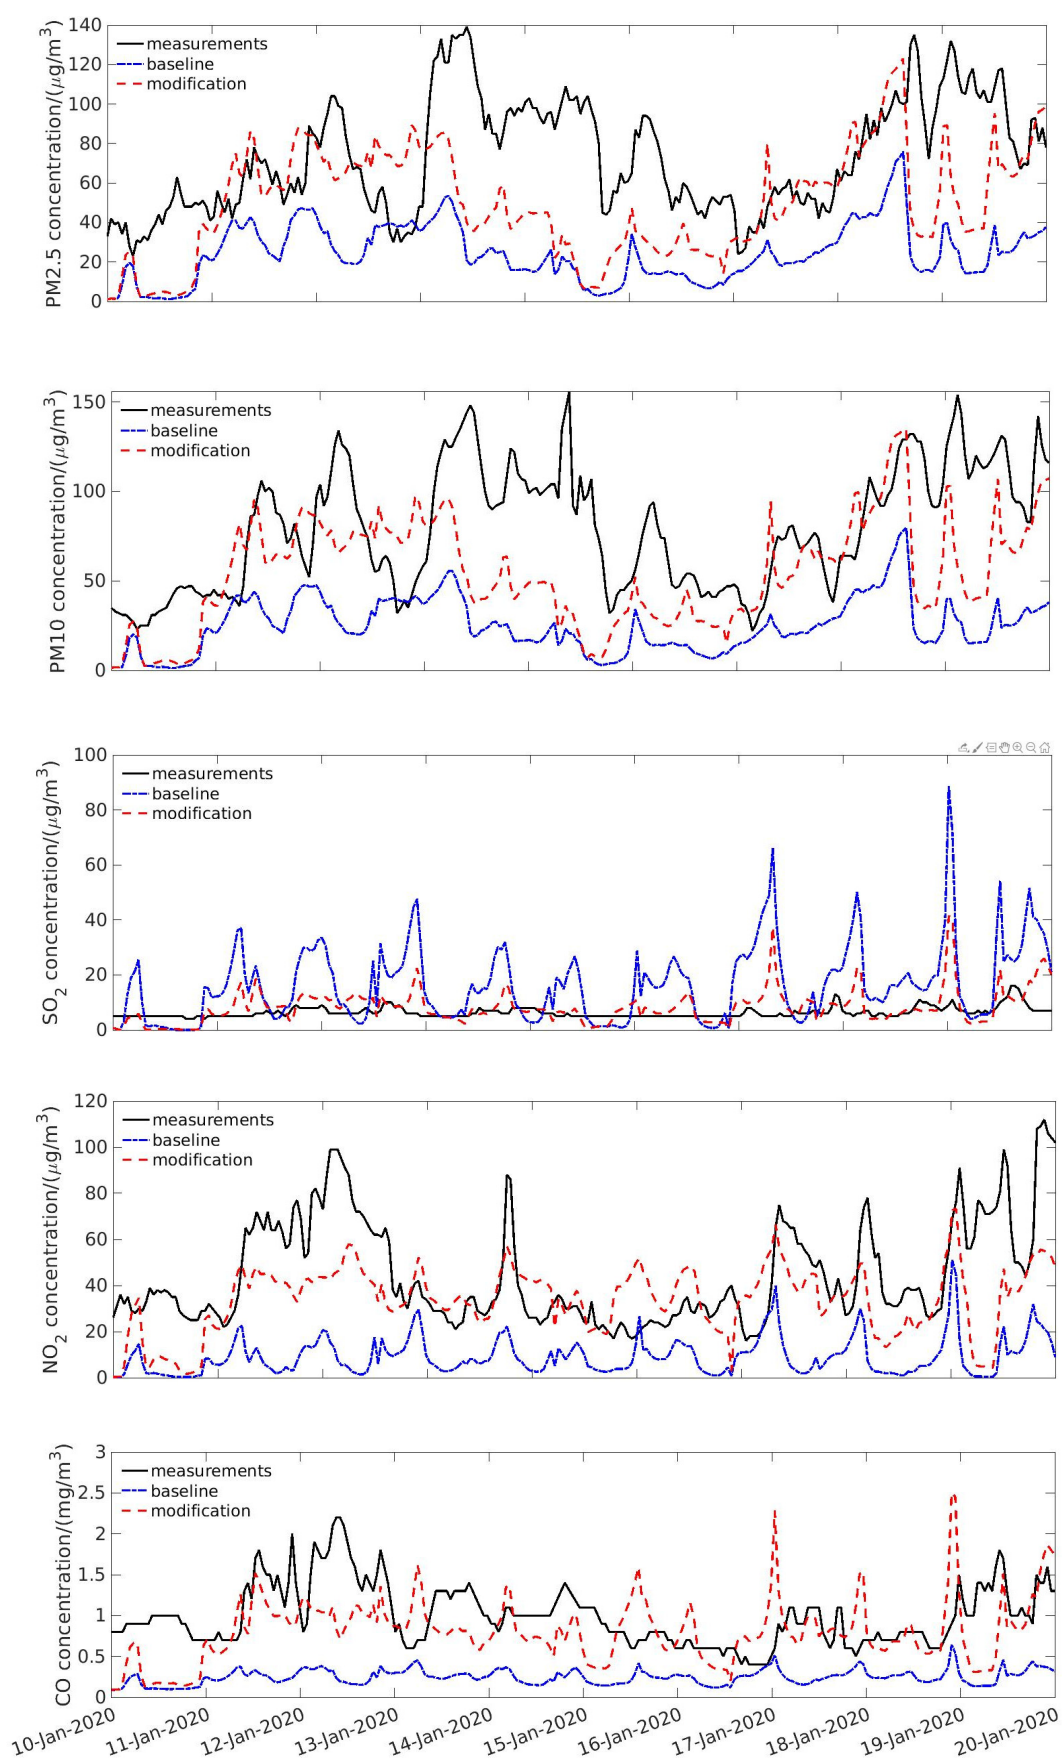 PM2.5 concentration/(μg/m³)
140
120
100
80
60
40
20
0
measurements
baseline
modification
PM10 concentration/(μg/m³)
150
100
50
0
measurements
baseline
modification
SO₂ concentration/(μg/m³)
100
80
60
40
20
0
measurements
baseline
modification
NO₂ concentration/(μg/m³)
120
100
80
60
40
20
0
measurements
baseline
modification
CO concentration/(mg/m³)
3
2.5
2
1.5
1
0.5
0
measurements
baseline
modification
10-Jan-2020
11-Jan-2020
12-Jan-2020
13-Jan-2020
14-Jan-2020
15-Jan-2020
16-Jan-2020
17-Jan-2020
18-Jan-2020
19-Jan-2020
20-Jan-2020